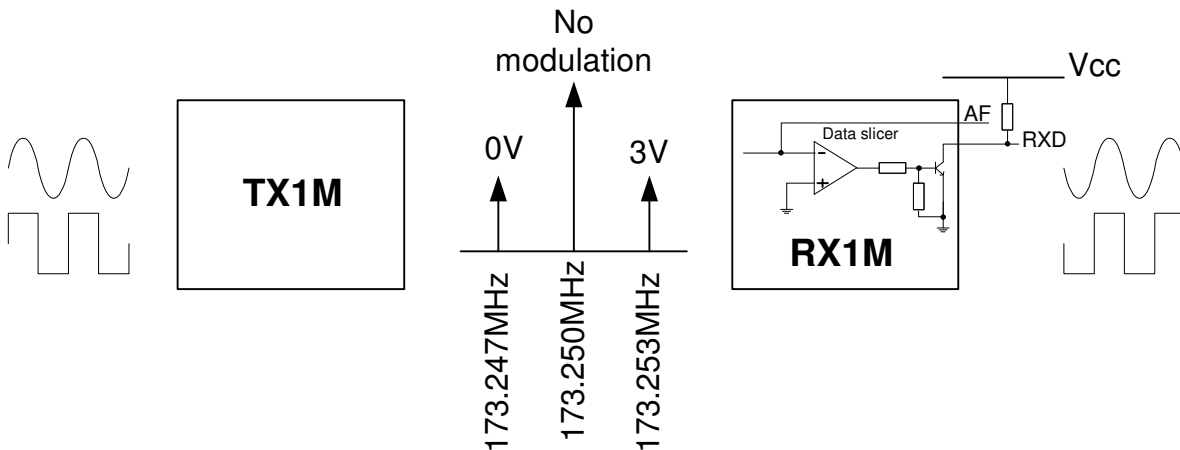 No
modulation
0V
3V
TX1M
173.247MHz
173.250MHz
173.253MHz
Vcc
AF
Data slicer
RXD
RX1M